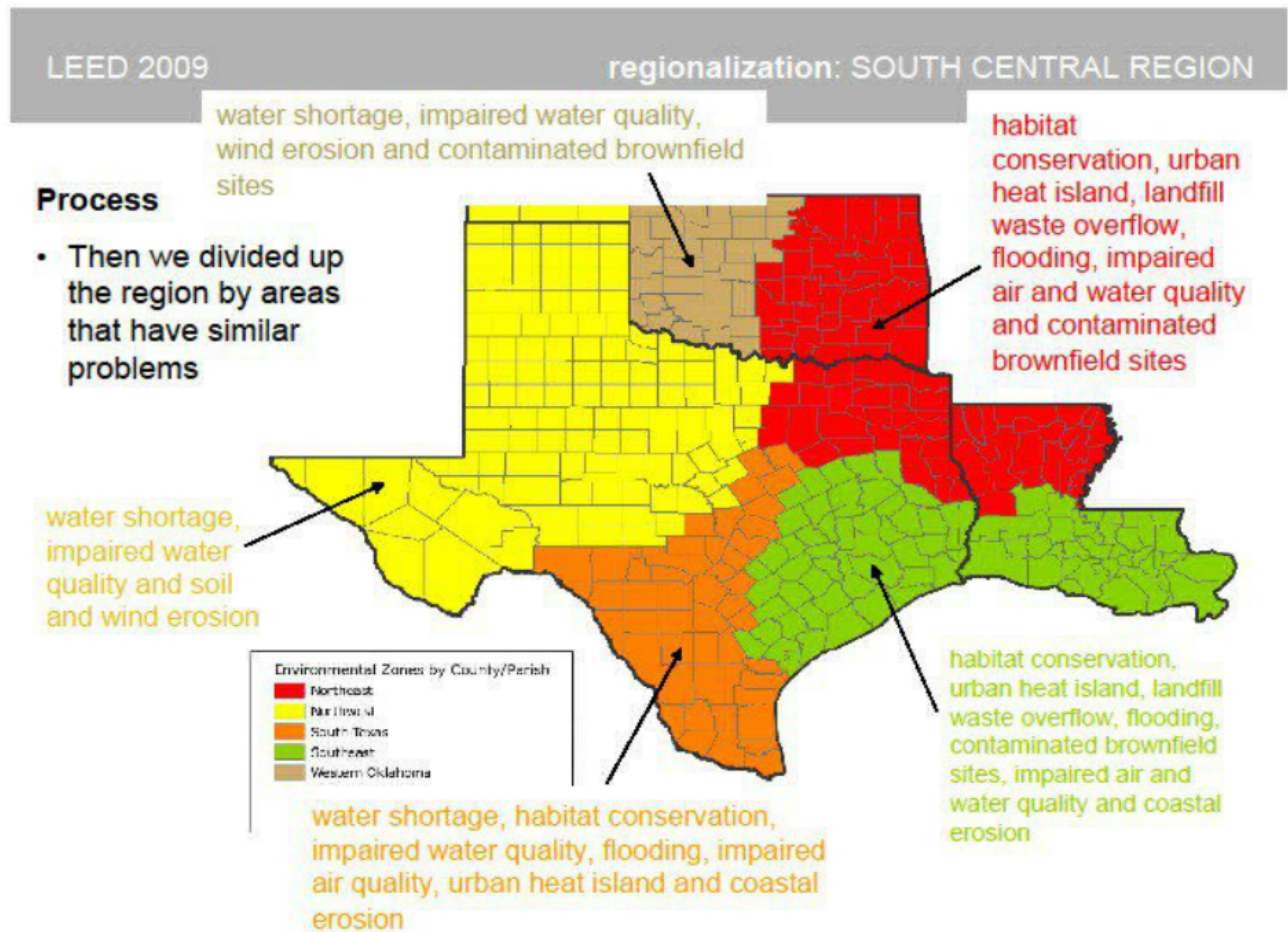 LEED 2009
regionalization: SOUTH CENTRAL REGION
water shortage, impaired water quality,
wind erosion and contaminated brownfield
sites
habitat
conservation, urban
heat island, landfill
waste overflow,
flooding, impaired
air and water quality
and contaminated
brownfield sites
Process
• Then we divided up
the region by areas
that have similar
problems
water shortage,
impaired water
quality and soil
and wind erosion
Environmental Zones by County/Parish
Northeast
Northwest
South Texas
Southeast
Western Oklahoma
habitat conservation,
urban heat island, landfill
waste overflow, flooding,
contaminated brownfield
sites, impaired air and
water quality and coastal
erosion
water shortage, habitat conservation,
impaired water quality, flooding, impaired
air quality, urban heat island and coastal
erosion